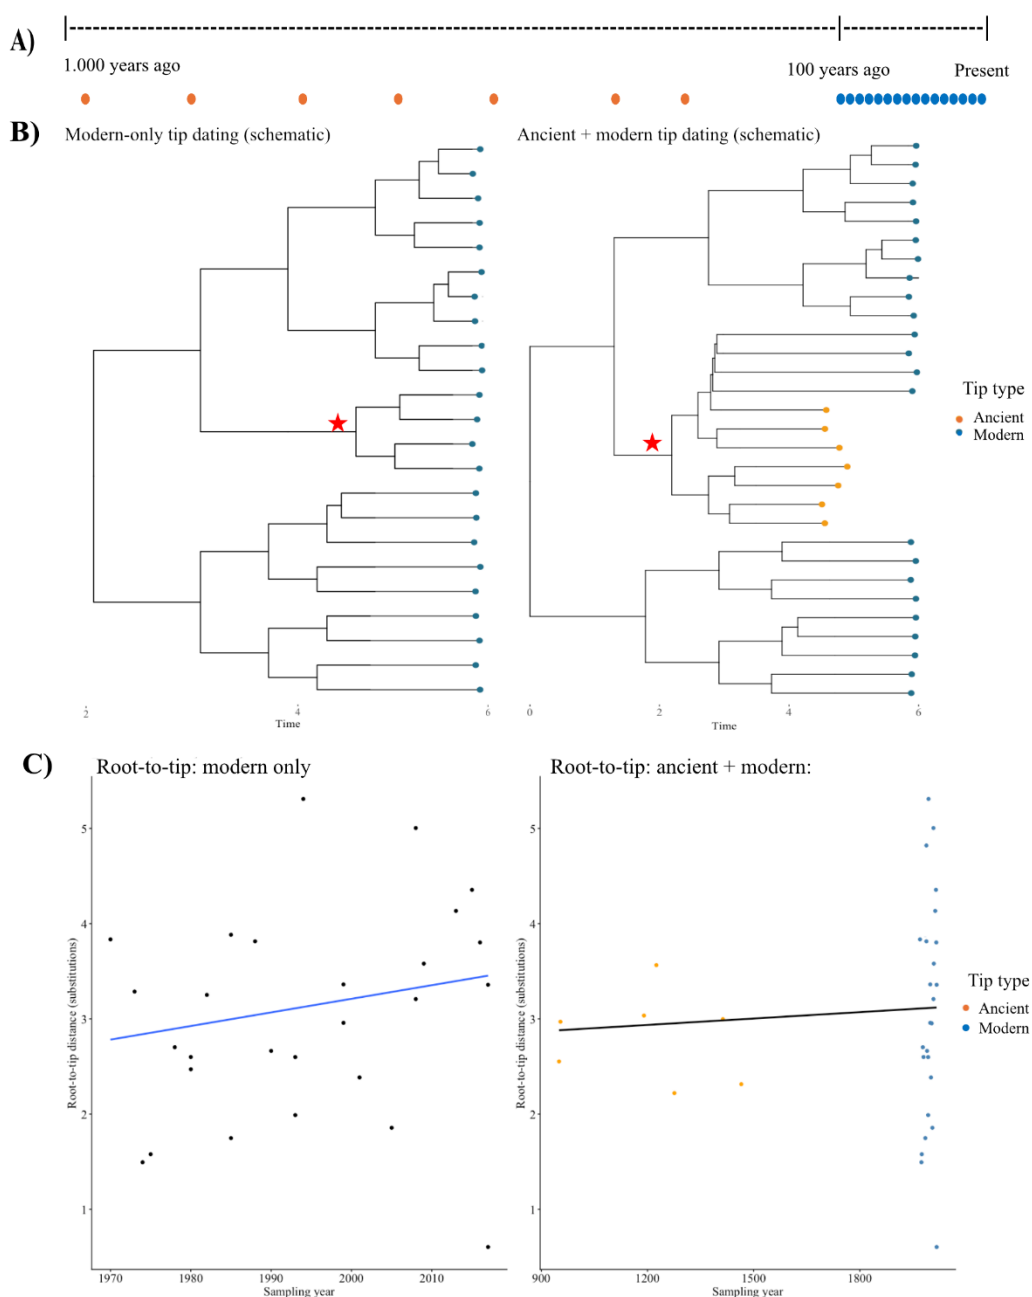 A)
1.000 years ago
100 years ago
Present
B)
Modern-only tip dating (schematic)
Ancient + modern tip dating (schematic)
Tip type
Ancient
Modern
2
4
6
Time
0
2
4
6
Time
C)
Root-to-tip: modern only
Root-to-tip: ancient + modern:
Root-to-tip distance (substitutions)
5
4
3
2
1
1970
1980
1990
2000
2010
Sampling year
Root-to-tip distance (substitutions)
5
4
3
2
1
900
1200
1500
1800
Sampling year
Tip type
Ancient
Modern